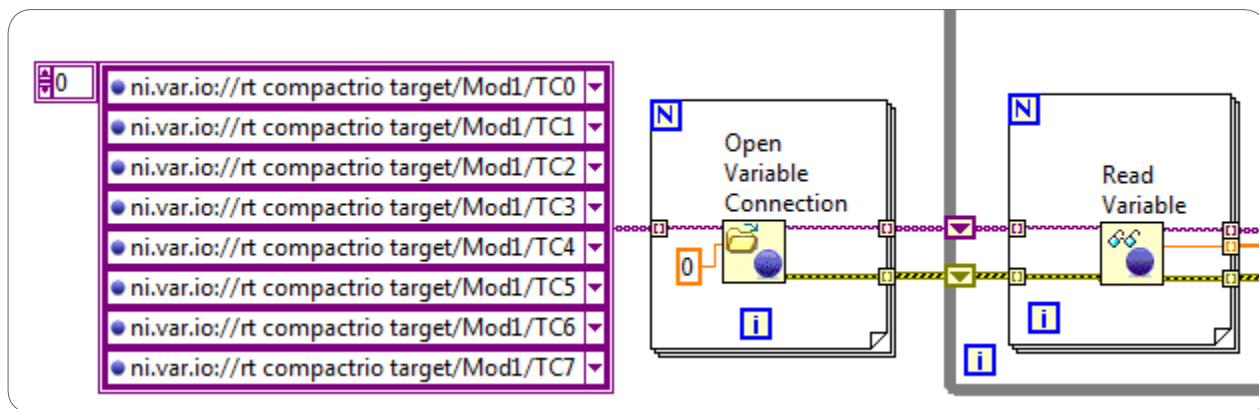 0
ni.var.io://rt compactrio target/Mod1/TC0
ni.var.io://rt compactrio target/Mod1/TC1
ni.var.io://rt compactrio target/Mod1/TC2
ni.var.io://rt compactrio target/Mod1/TC3
ni.var.io://rt compactrio target/Mod1/TC4
ni.var.io://rt compactrio target/Mod1/TC5
ni.var.io://rt compactrio target/Mod1/TC6
ni.var.io://rt compactrio target/Mod1/TC7
N
Open
Variable
Connection
0
i
N
Read
Variable
i
i